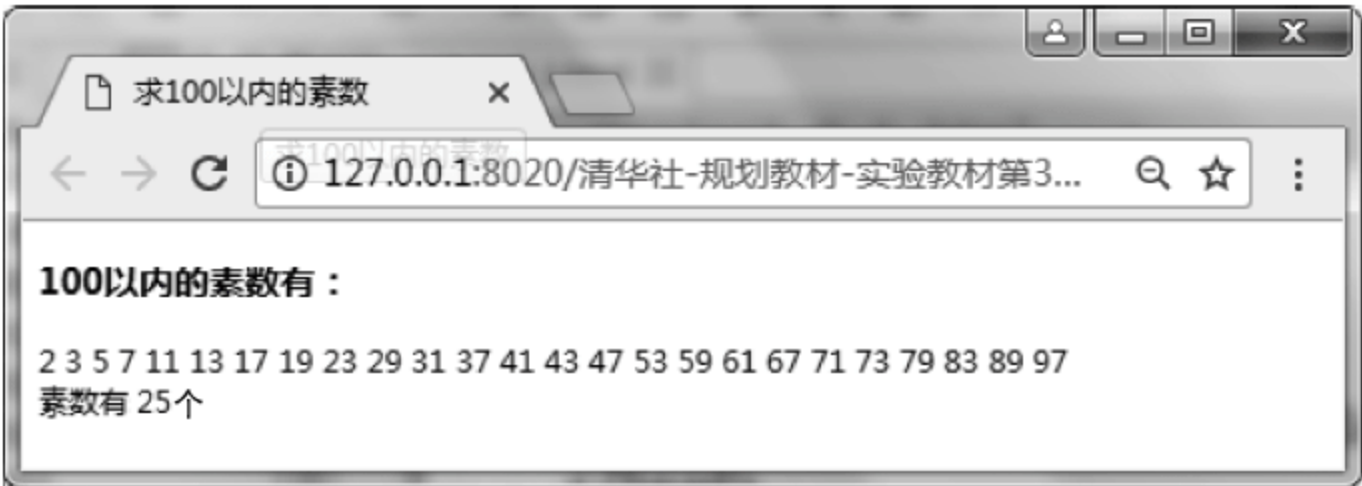 求100以内的素数
127.0.0.1:8020/清华社-规划教材-实验教材第3...
100以内的素数有：
2 3 5 7 11 13 17 19 23 29 31 37 41 43 47 53 59 61 67 71 73 79 83 89 97
素数有 25个